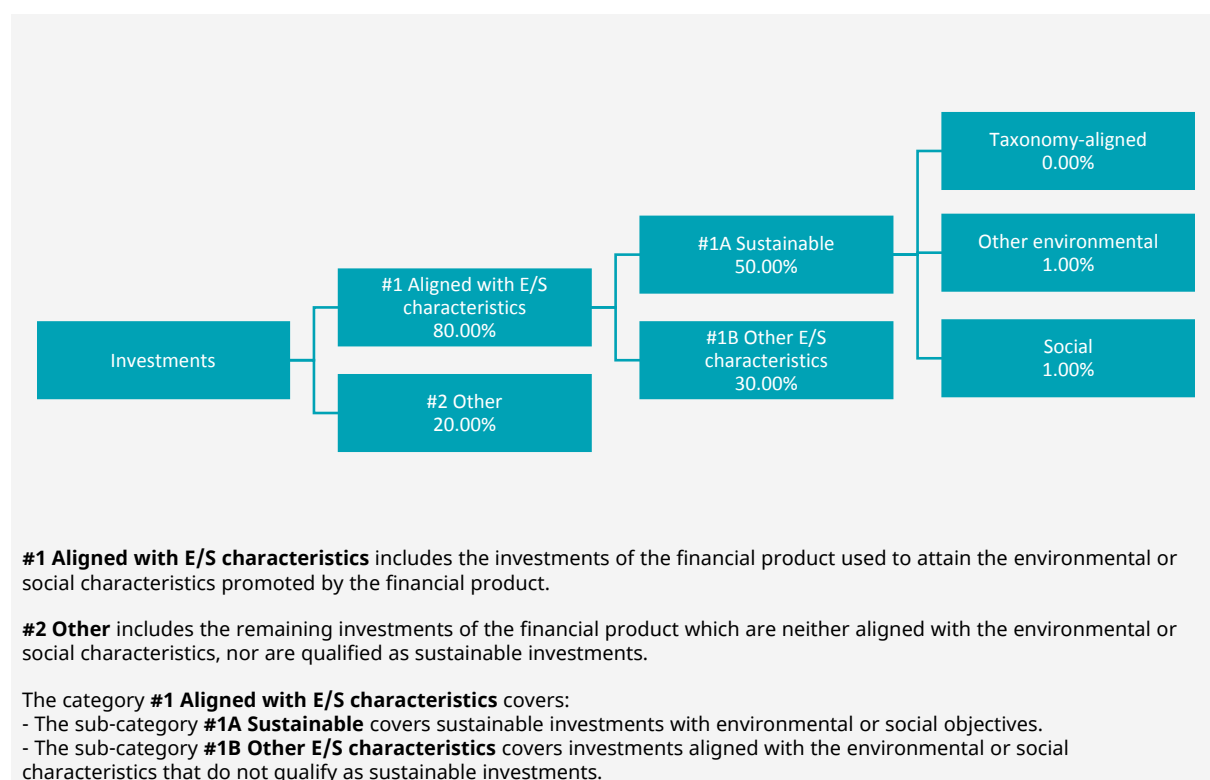 Taxonomy-aligned
0.00%
#1A Sustainable
50.00%
Other environmental
1.00%
#1 Aligned with E/S
characteristics
80.00%
Investments
#1B Other E/S
characteristics
30.00%
Social
1.00%
#2 Other
20.00%
#1 Aligned with E/S characteristics includes the investments of the financial product used to attain the environmental or
social characteristics promoted by the financial product.
#2 Other includes the remaining investments of the financial product which are neither aligned with the environmental or
social characteristics, nor are qualified as sustainable investments.
The category #1 Aligned with E/S characteristics covers:
- The sub-category #1A Sustainable covers sustainable investments with environmental or social objectives.
- The sub-category #1B Other E/S characteristics covers investments aligned with the environmental or social
characteristics that do not qualify as sustainable investments.